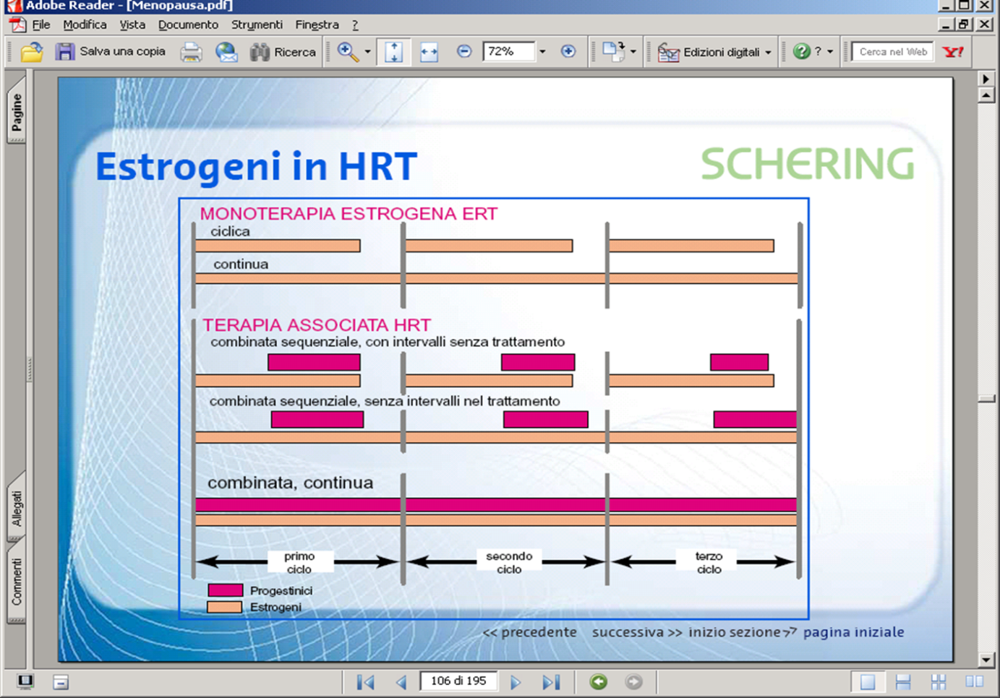 Adobe Reader - [Menopausa.pdf]
File Modifica Vista Documento Strumenti Finestra ?
Salva una copia Ricerca 72% Edizioni digitali ? Cerca nel Web Y!
Pagine
Allegati
Commenti
Estrogeni in HRT
SCHERING
MONOTERAPIA ESTROGENA ERT
ciclica
continua
TERAPIA ASSOCIATA HRT
combinata sequenziale, con intervalli senza trattamento
combinata sequenziale, senza intervalli nel trattamento
combinata, continua
primo
ciclo
secondo
ciclo
terzo
ciclo
Progestinici
Estrogeni
<< precedente successiva >> inizio sezione >> pagina iniziale
106 di 195